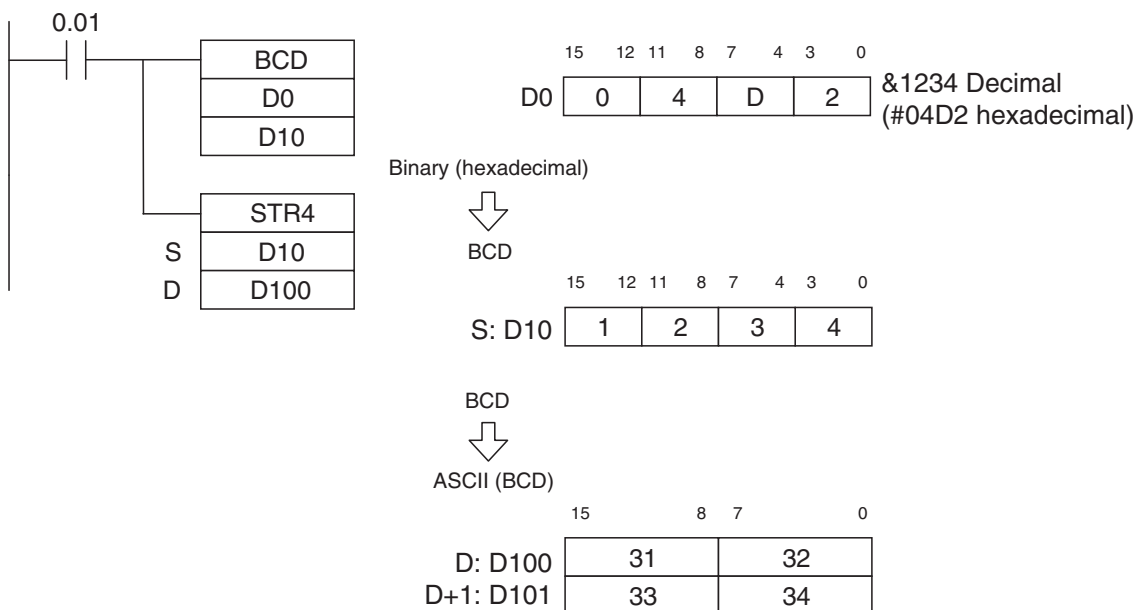 0.01
BCD
D0
D10
STR4
S D10
D D100
15 12 11 8 7 4 3 0
D0 0 4 D 2
&1234 Decimal
(#04D2 hexadecimal)
Binary (hexadecimal)
BCD
15 12 11 8 7 4 3 0
S: D10 1 2 3 4
BCD
ASCII (BCD)
15 8 7 0
D: D100 31 32
D+1: D101 33 34